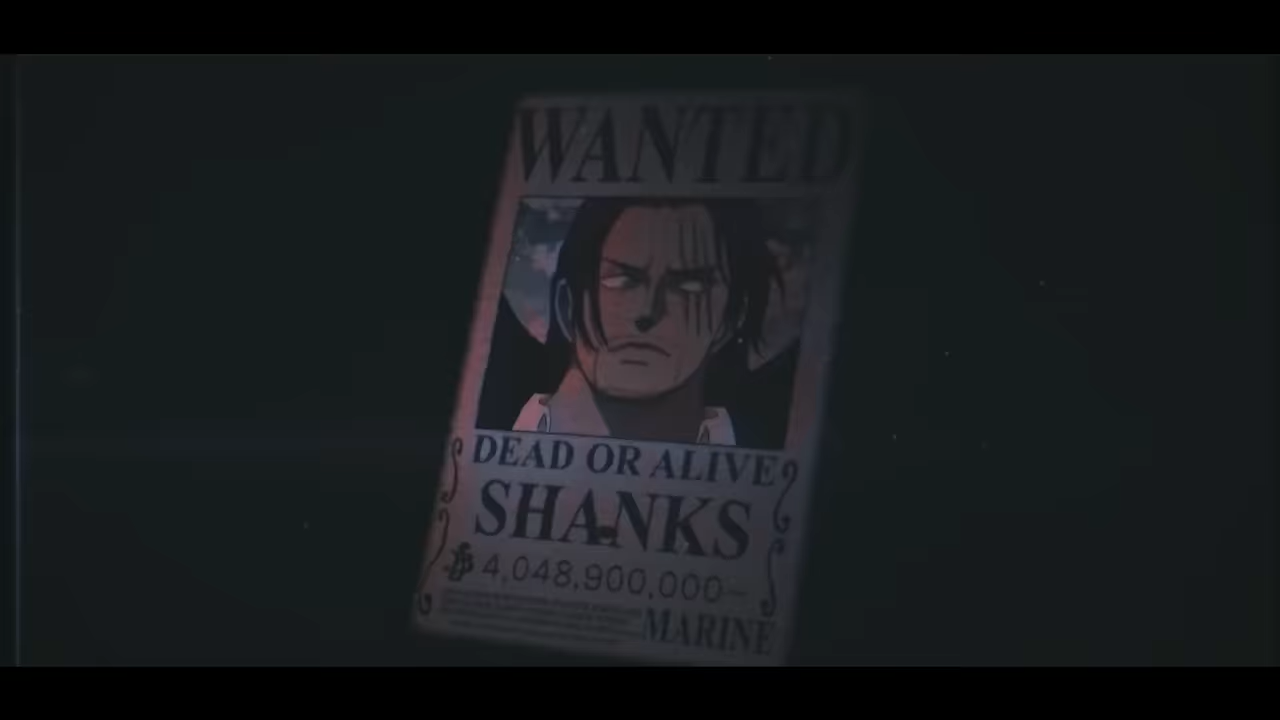 WANTED
DEAD OR ALIVE
SHANKS
฿ 4,048,900,000-
MARINE